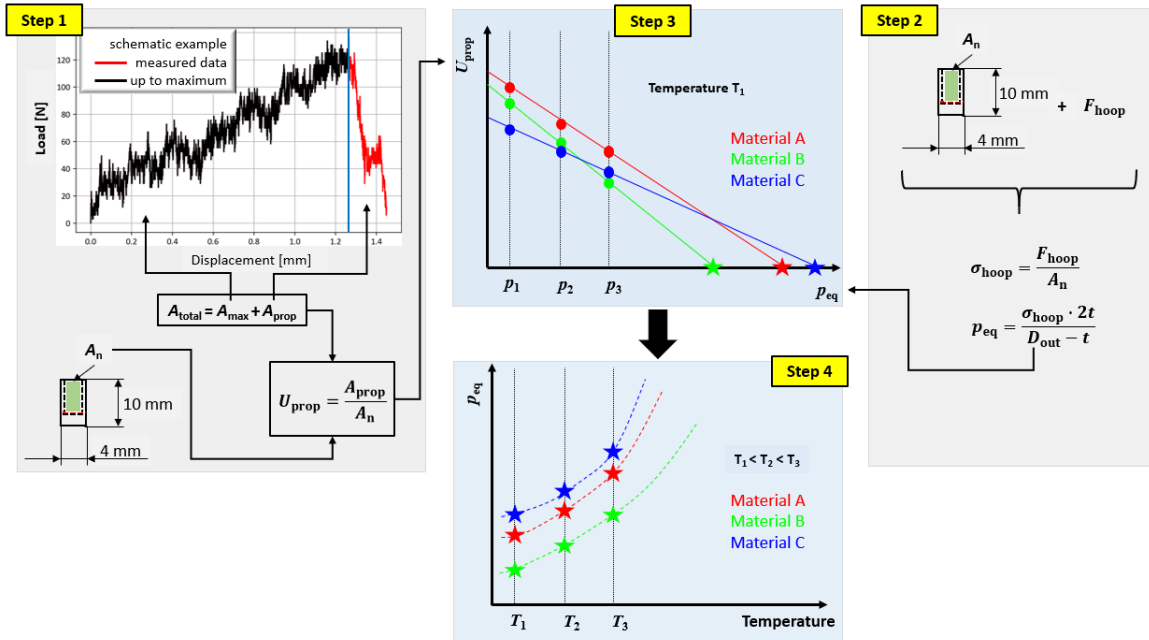 Step 1
schematic example
measured data
up to maximum
Load [N]
120
100
80
60
40
20
0
0.0 0.2 0.4 0.6 0.8 1.0 1.2 1.4
Displacement [mm]
A_total = A_max + A_prop
A_n
10 mm
4 mm
U_prop = A_prop / A_n
Step 3
U_prop
Temperature T_1
Material A
Material B
Material C
p_1 p_2 p_3 p_eq
Step 2
A_n
10 mm + F_hoop
4 mm
σ_hoop = F_hoop / A_n
p_eq = σ_hoop · 2t / D_out − t
Step 4
p_eq
T_1 < T_2 < T_3
Material A
Material B
Material C
T_1 T_2 T_3 Temperature